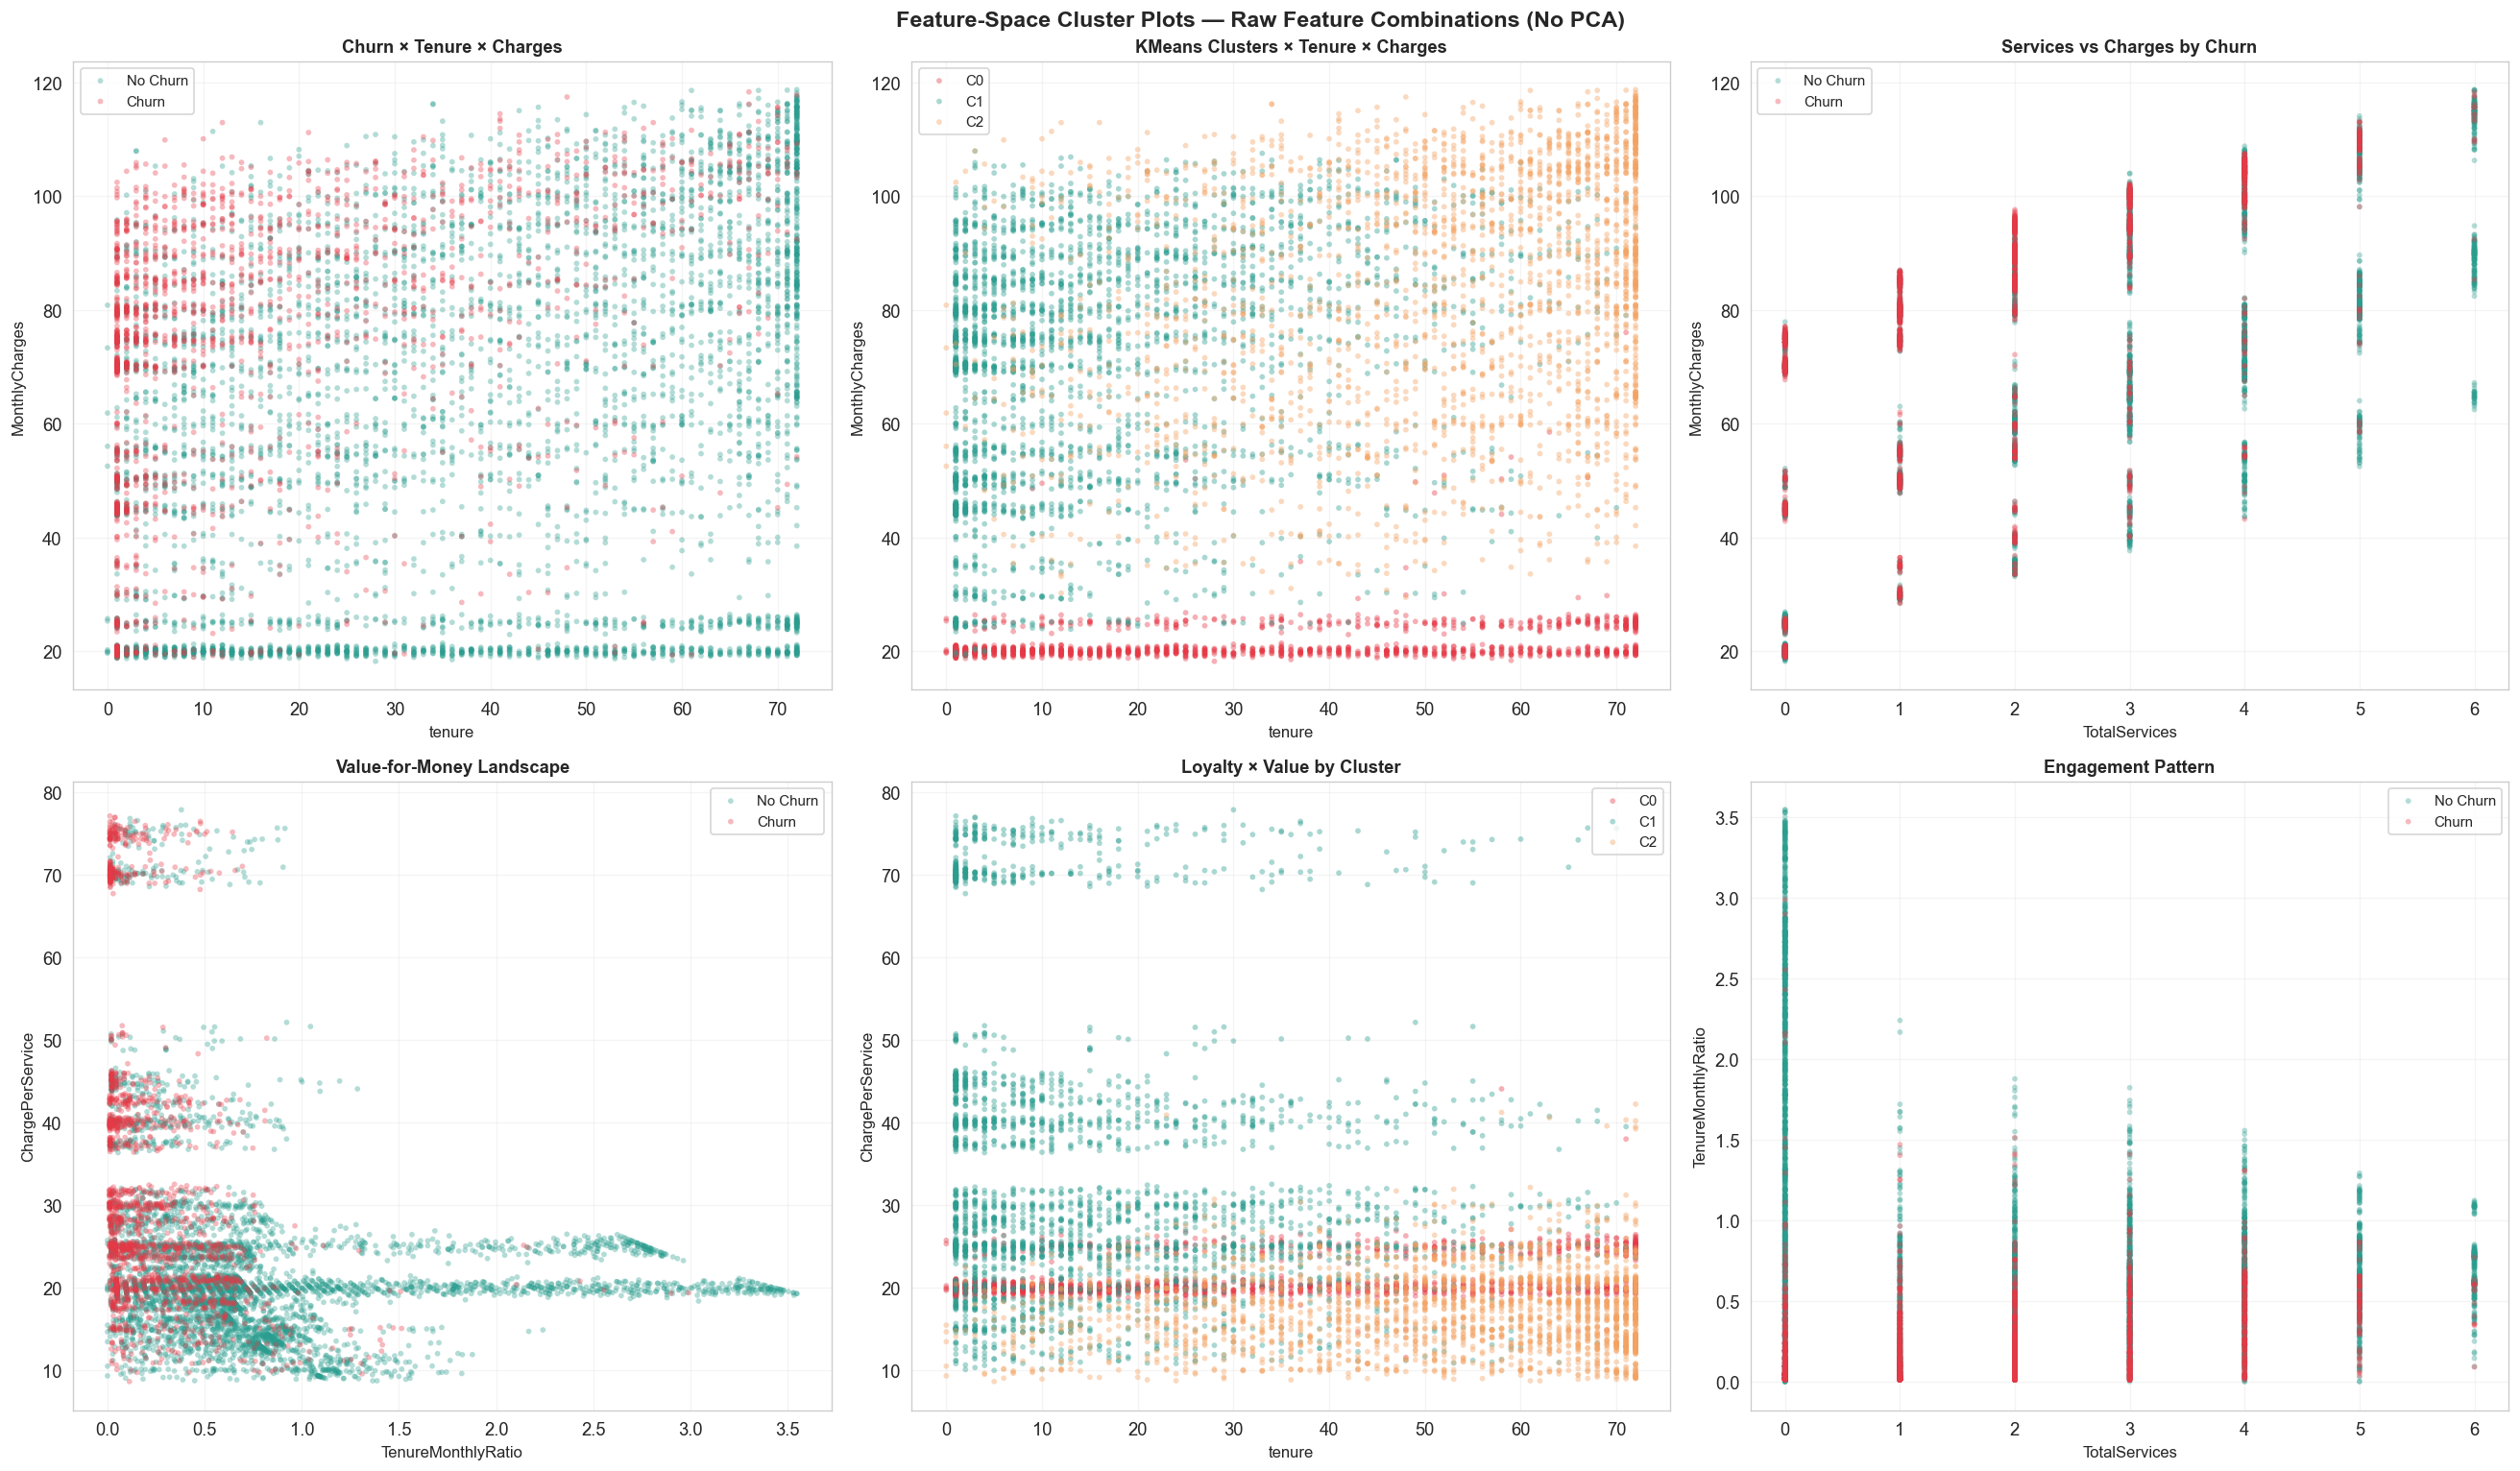 Feature-Space Cluster Plots — Raw Feature Combinations (No PCA)
Churn × Tenure × Charges
No Churn
Churn
120
100
80
60
40
20
MonthlyCharges
0 10 20 30 40 50 60 70
tenure
KMeans Clusters × Tenure × Charges
C0
C1
C2
120
100
80
60
40
20
MonthlyCharges
0 10 20 30 40 50 60 70
tenure
Services vs Charges by Churn
No Churn
Churn
120
100
80
60
40
20
MonthlyCharges
0 1 2 3 4 5 6
TotalServices
Value-for-Money Landscape
No Churn
Churn
80
70
60
50
40
30
20
10
ChargePerService
0.0 0.5 1.0 1.5 2.0 2.5 3.0 3.5
TenureMonthlyRatio
Loyalty × Value by Cluster
C0
C1
C2
80
70
60
50
40
30
20
10
ChargePerService
0 10 20 30 40 50 60 70
tenure
Engagement Pattern
No Churn
Churn
3.5
3.0
2.5
2.0
1.5
1.0
0.5
0.0
TenureMonthlyRatio
0 1 2 3 4 5 6
TotalServices